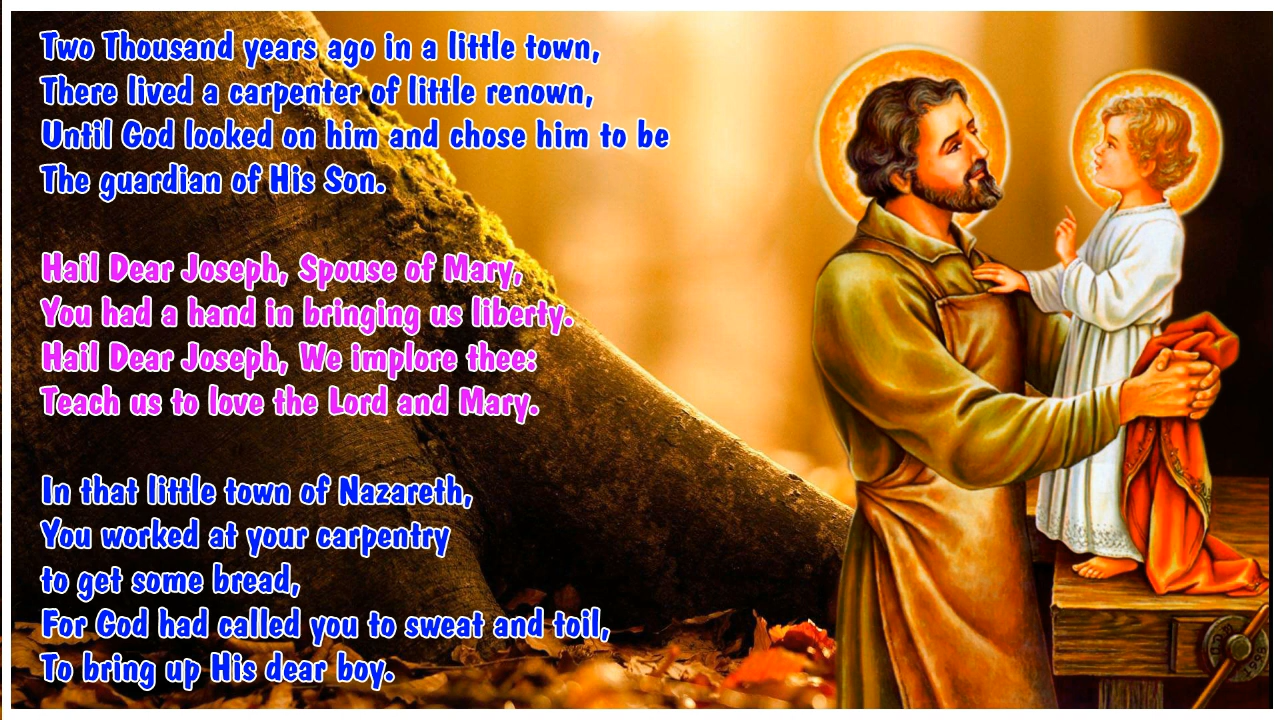 Two Thousand years ago in a little town,
There lived a carpenter of little renown,
Until God looked on him and chose him to be
The guardian of His Son.
Hail Dear Joseph, Spouse of Mary,
You had a hand in bringing us liberty.
Hail Dear Joseph, We implore thee:
Teach us to love the Lord and Mary.
In that little town of Nazareth,
You worked at your carpentry
to get some bread,
For God had called you to sweat and toil,
To bring up His dear boy.